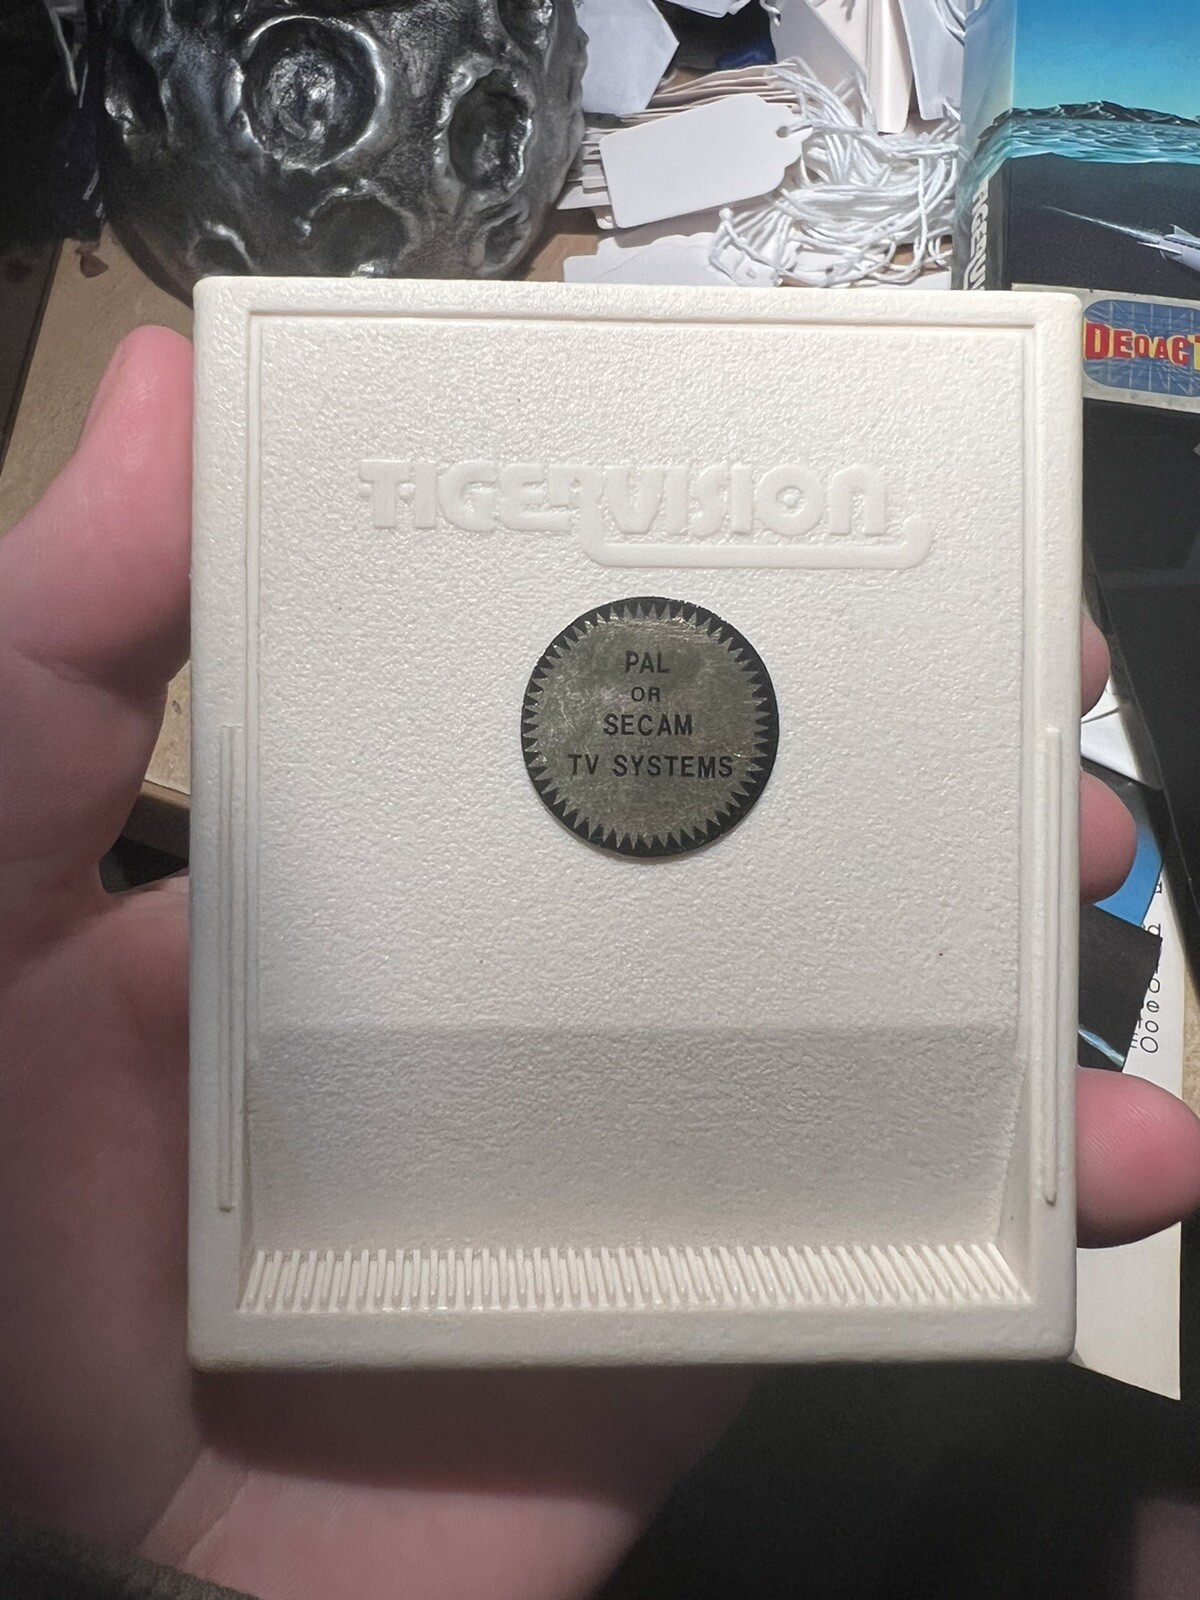 TIGERVISION
PAL
OR
SECAM
TV SYSTEMS